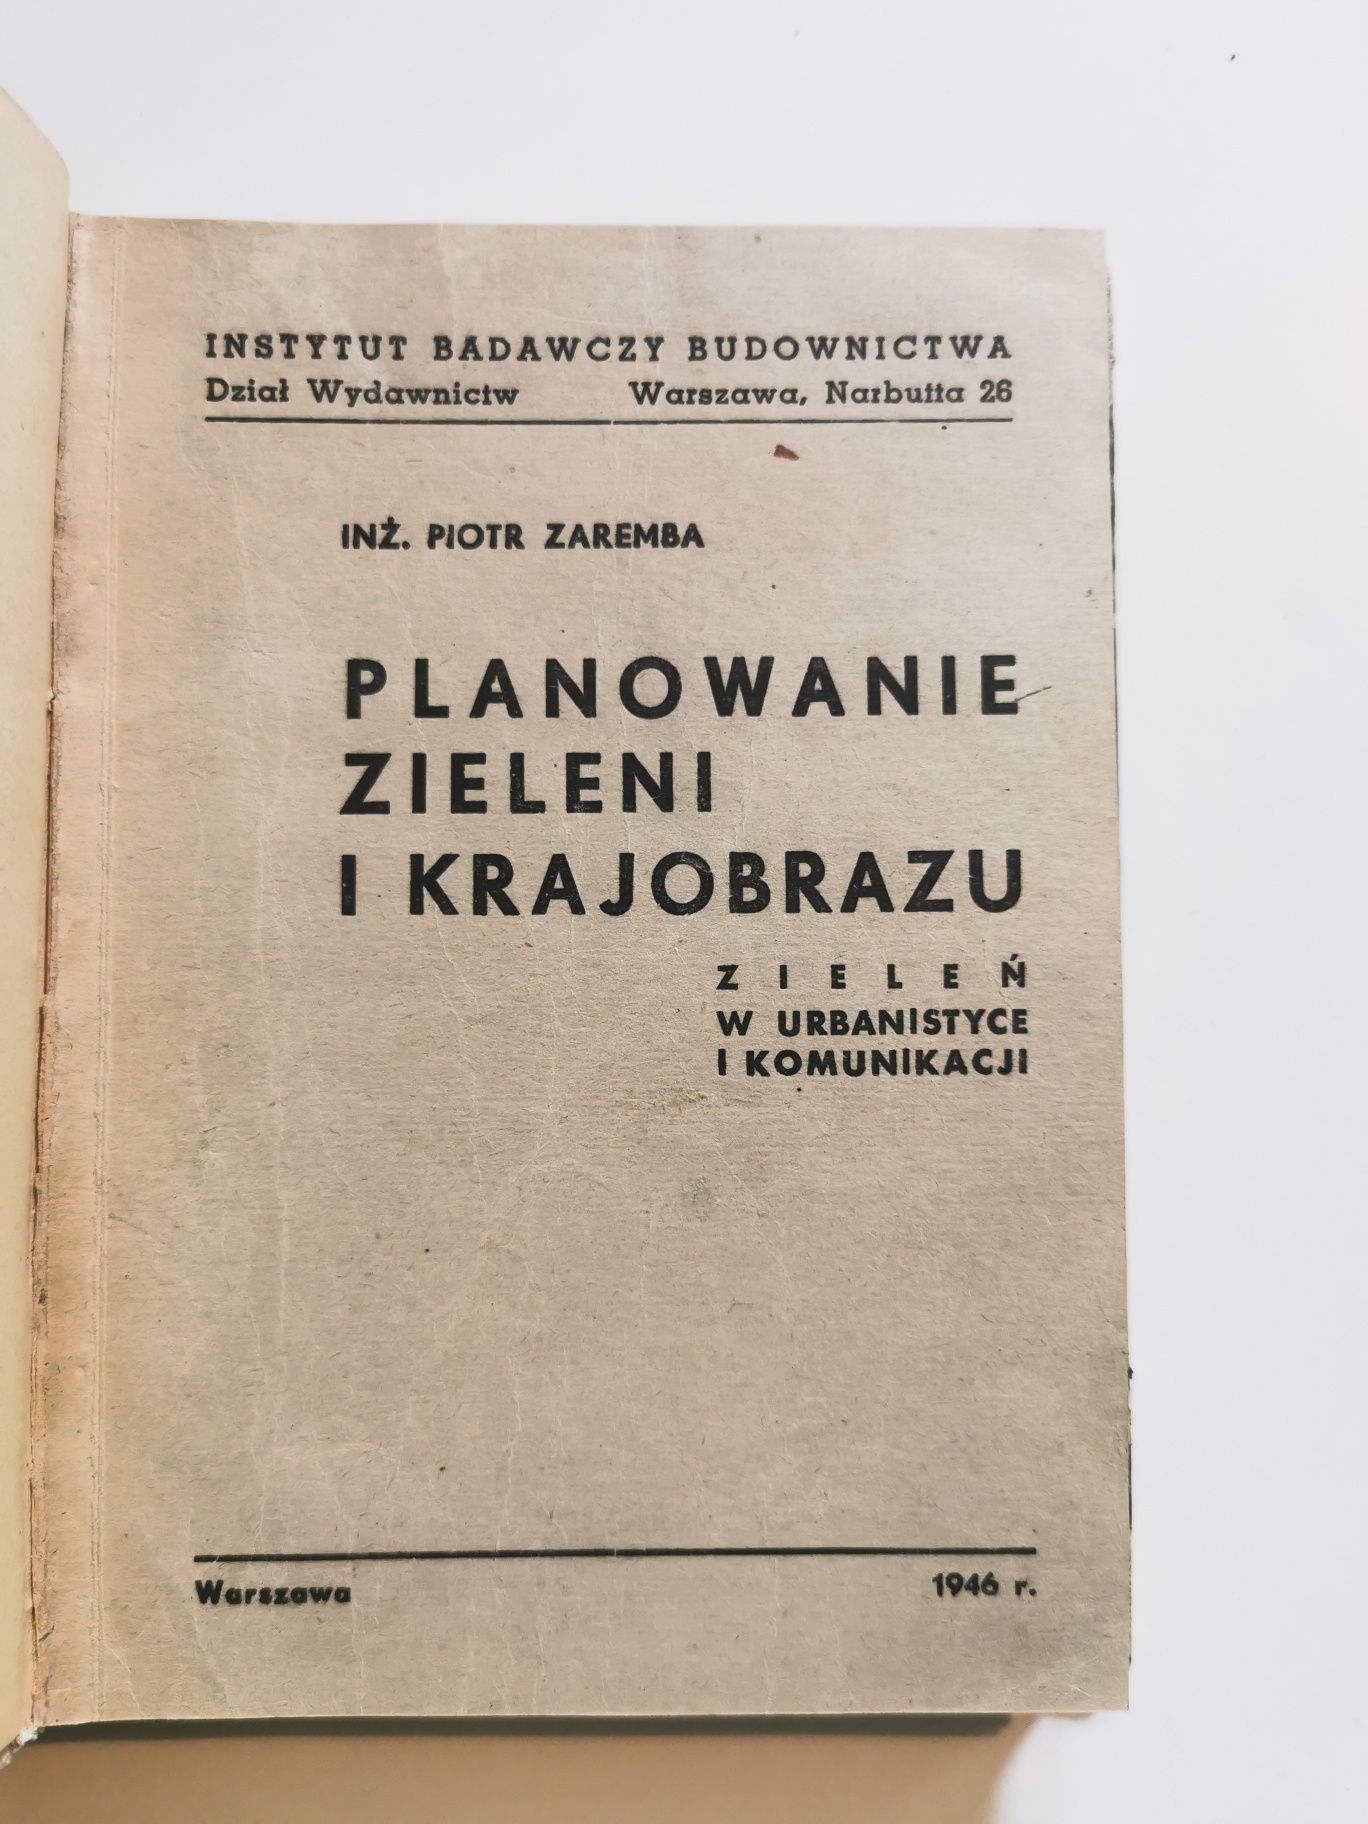 INSTYTUT BADAWCZY BUDOWNICTWA
Dział Wydawnictw Warszawa, Narbutta 26
INŻ. PIOTR ZAREMBA
PLANOWANIE
ZIELENI
I KRAJOBRAZU
ZIELEŃ
W URBANISTYCE
I KOMUNIKACJI
Warszawa 1946 r.